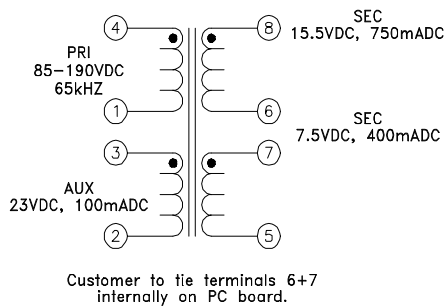 4
8
SEC
15.5VDC, 750mADC
PRI
85-190VDC
65kHZ
1
6
SEC
7.5VDC, 400mADC
3
7
AUX
23VDC, 100mADC
2
5
Customer to tie terminals 6+7
internally on PC board.